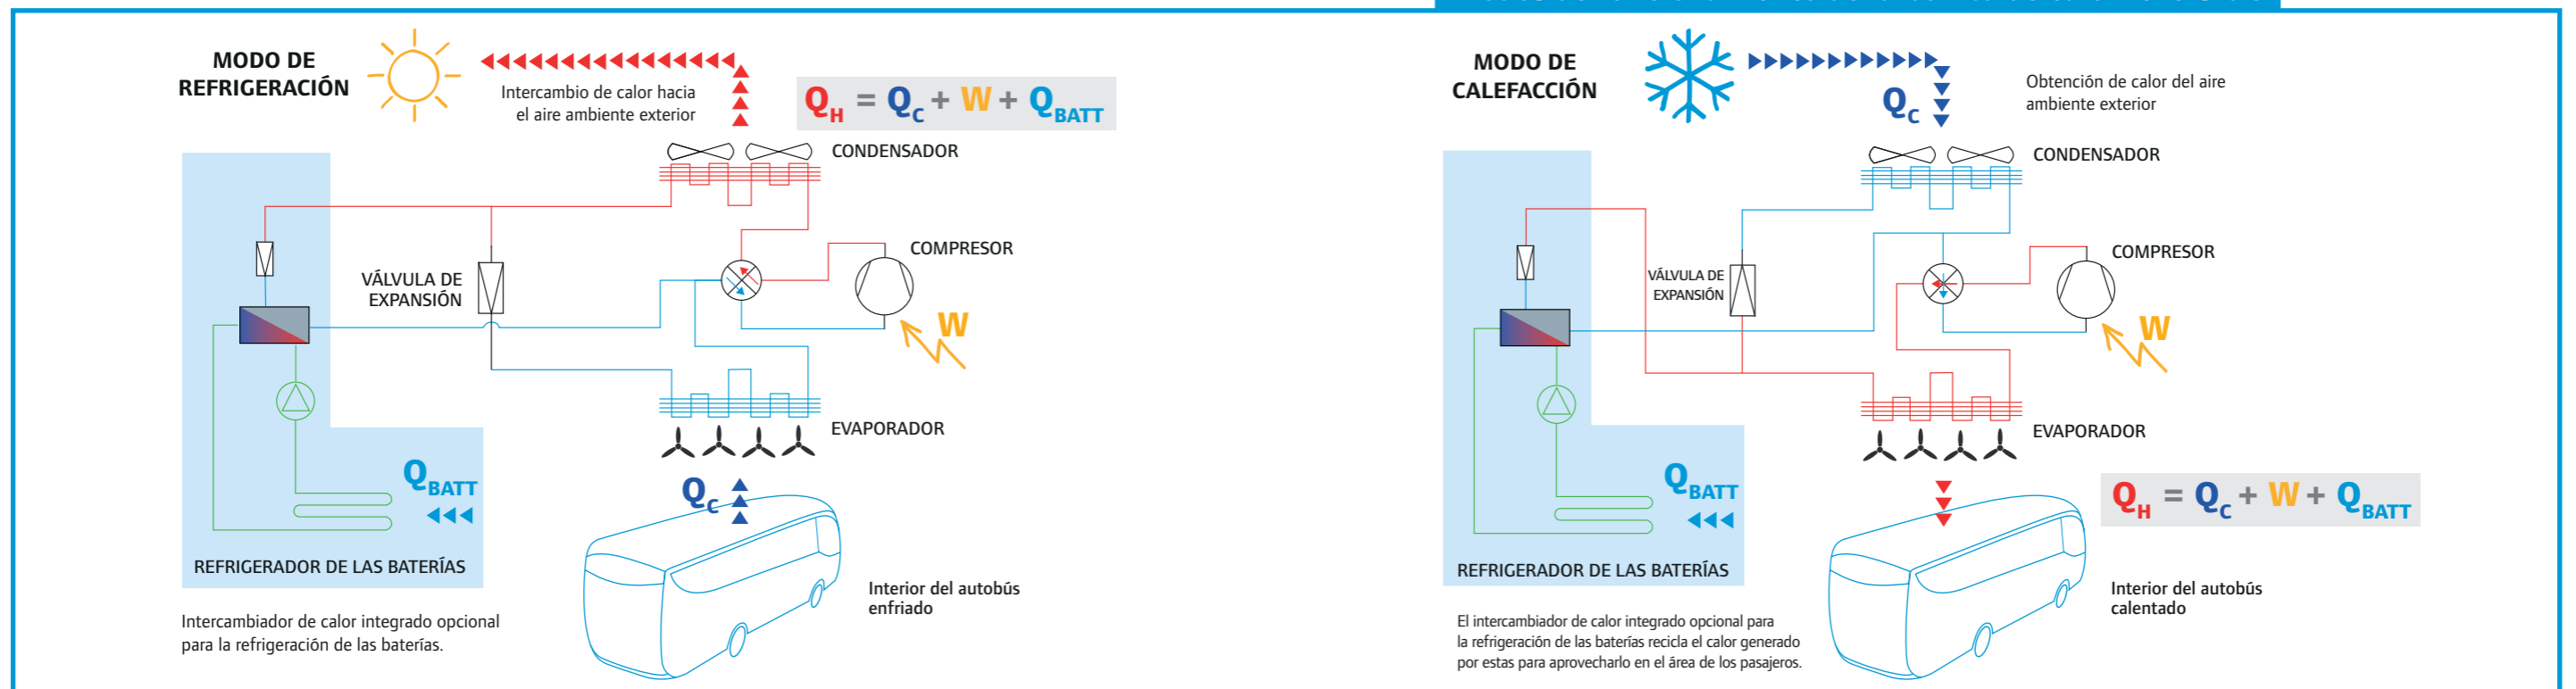 MODO DE
REFRIGERACIÓN
Intercambio de calor hacia
el aire ambiente exterior
QH = QC + W + QBATT
CONDENSADOR
COMPRESOR
VÁLVULA DE
EXPANSIÓN
W
EVAPORADOR
QBATT
QC
REFRIGERADOR DE LAS BATERÍAS
Interior del autobús
enfriado
Intercambiador de calor integrado opcional
para la refrigeración de las baterías.
MODO DE
CALEFACCIÓN
QC
Obtención de calor del aire
ambiente exterior
CONDENSADOR
COMPRESOR
VÁLVULA DE
EXPANSIÓN
W
EVAPORADOR
QBATT
QH = QC + W + QBATT
REFRIGERADOR DE LAS BATERÍAS
Interior del autobús
calentado
El intercambiador de calor integrado opcional para
la refrigeración de las baterías recicla el calor generado
por estas para aprovecharlo en el área de los pasajeros.